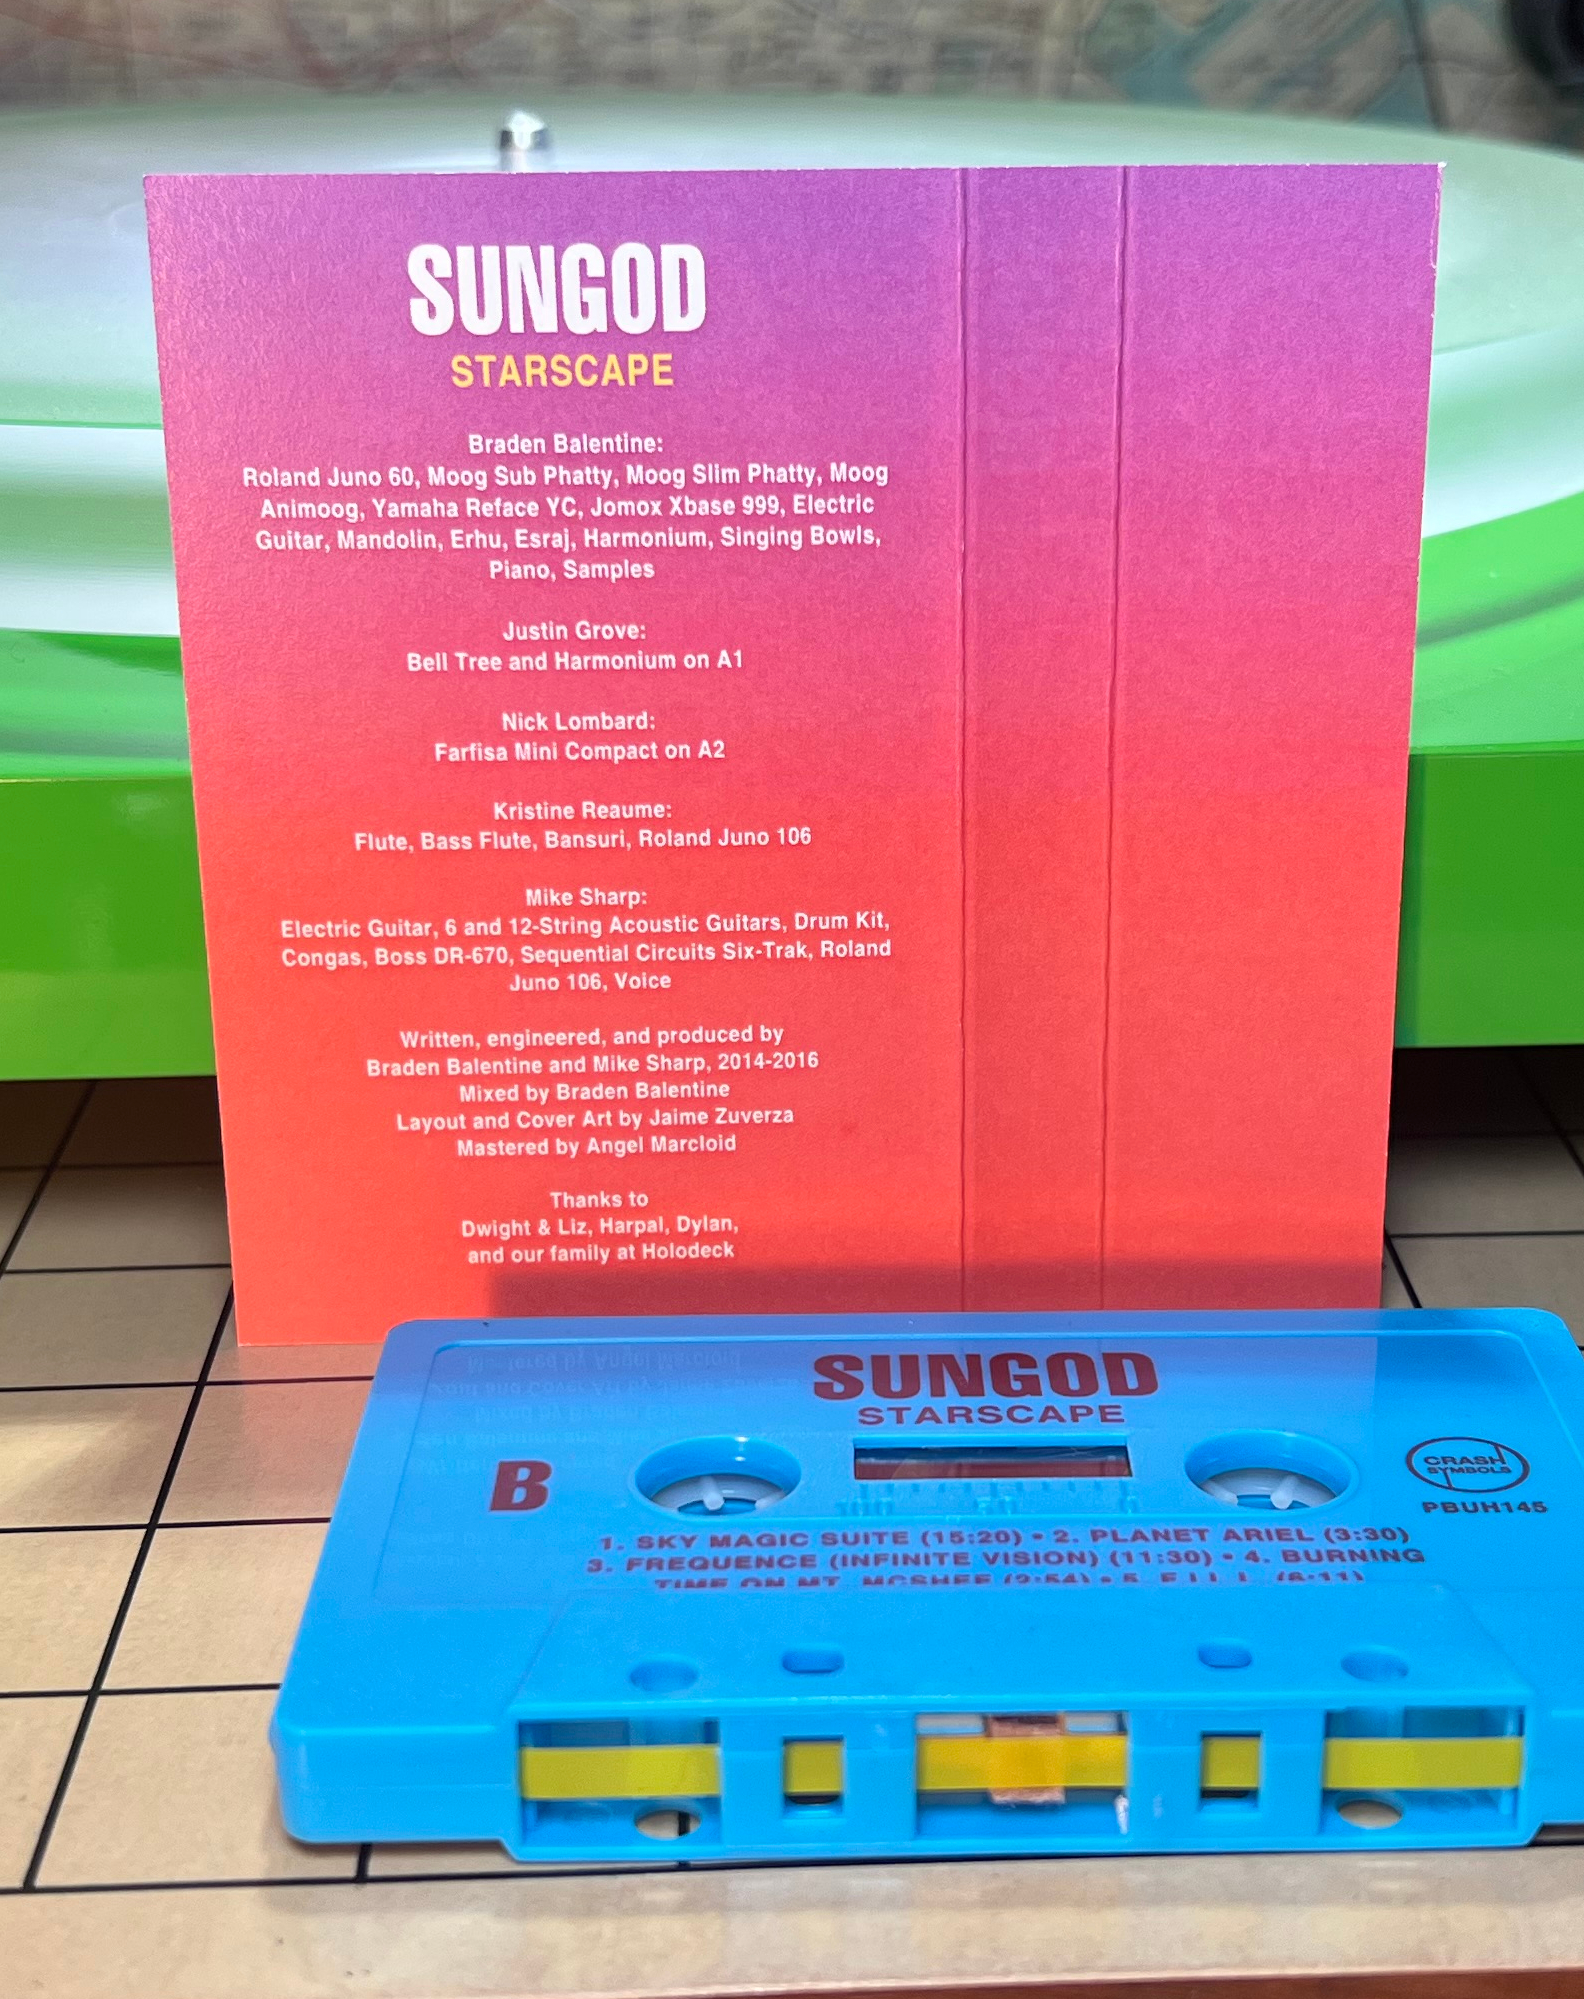 SUNGOD
STARSCAPE
Braden Balentine:
Roland Juno 60, Moog Sub Phatty, Moog Slim Phatty, Moog
Animoog, Yamaha Reface YC, Jomox Xbase 999, Electric
Guitar, Mandolin, Erhu, Esraj, Harmonium, Singing Bowls,
Piano, Samples
Justin Grove:
Bell Tree and Harmonium on A1
Nick Lombard:
Farfisa Mini Compact on A2
Kristine Reaume:
Flute, Bass Flute, Bansuri, Roland Juno 106
Mike Sharp:
Electric Guitar, 6 and 12-String Acoustic Guitars, Drum Kit,
Congas, Boss DR-670, Sequential Circuits Six-Trak, Roland
Juno 106, Voice
Written, engineered, and produced by
Braden Balentine and Mike Sharp, 2014-2016
Mixed by Braden Balentine
Layout and Cover Art by Jaime Zuverza
Mastered by Angel Marcloid
Thanks to
Dwight & Liz, Harpal, Dylan,
and our family at Holodeck
SUNGOD
STARSCAPE
B
CRASH
SYMBOLS
PBUH145
1. SKY MAGIC SUITE (15:20) • 2. PLANET ARIEL (3:30)
3. FREQUENCE (INFINITE VISION) (11:30) • 4. BURNING
TIME ON MT. MCSHEE • 5.